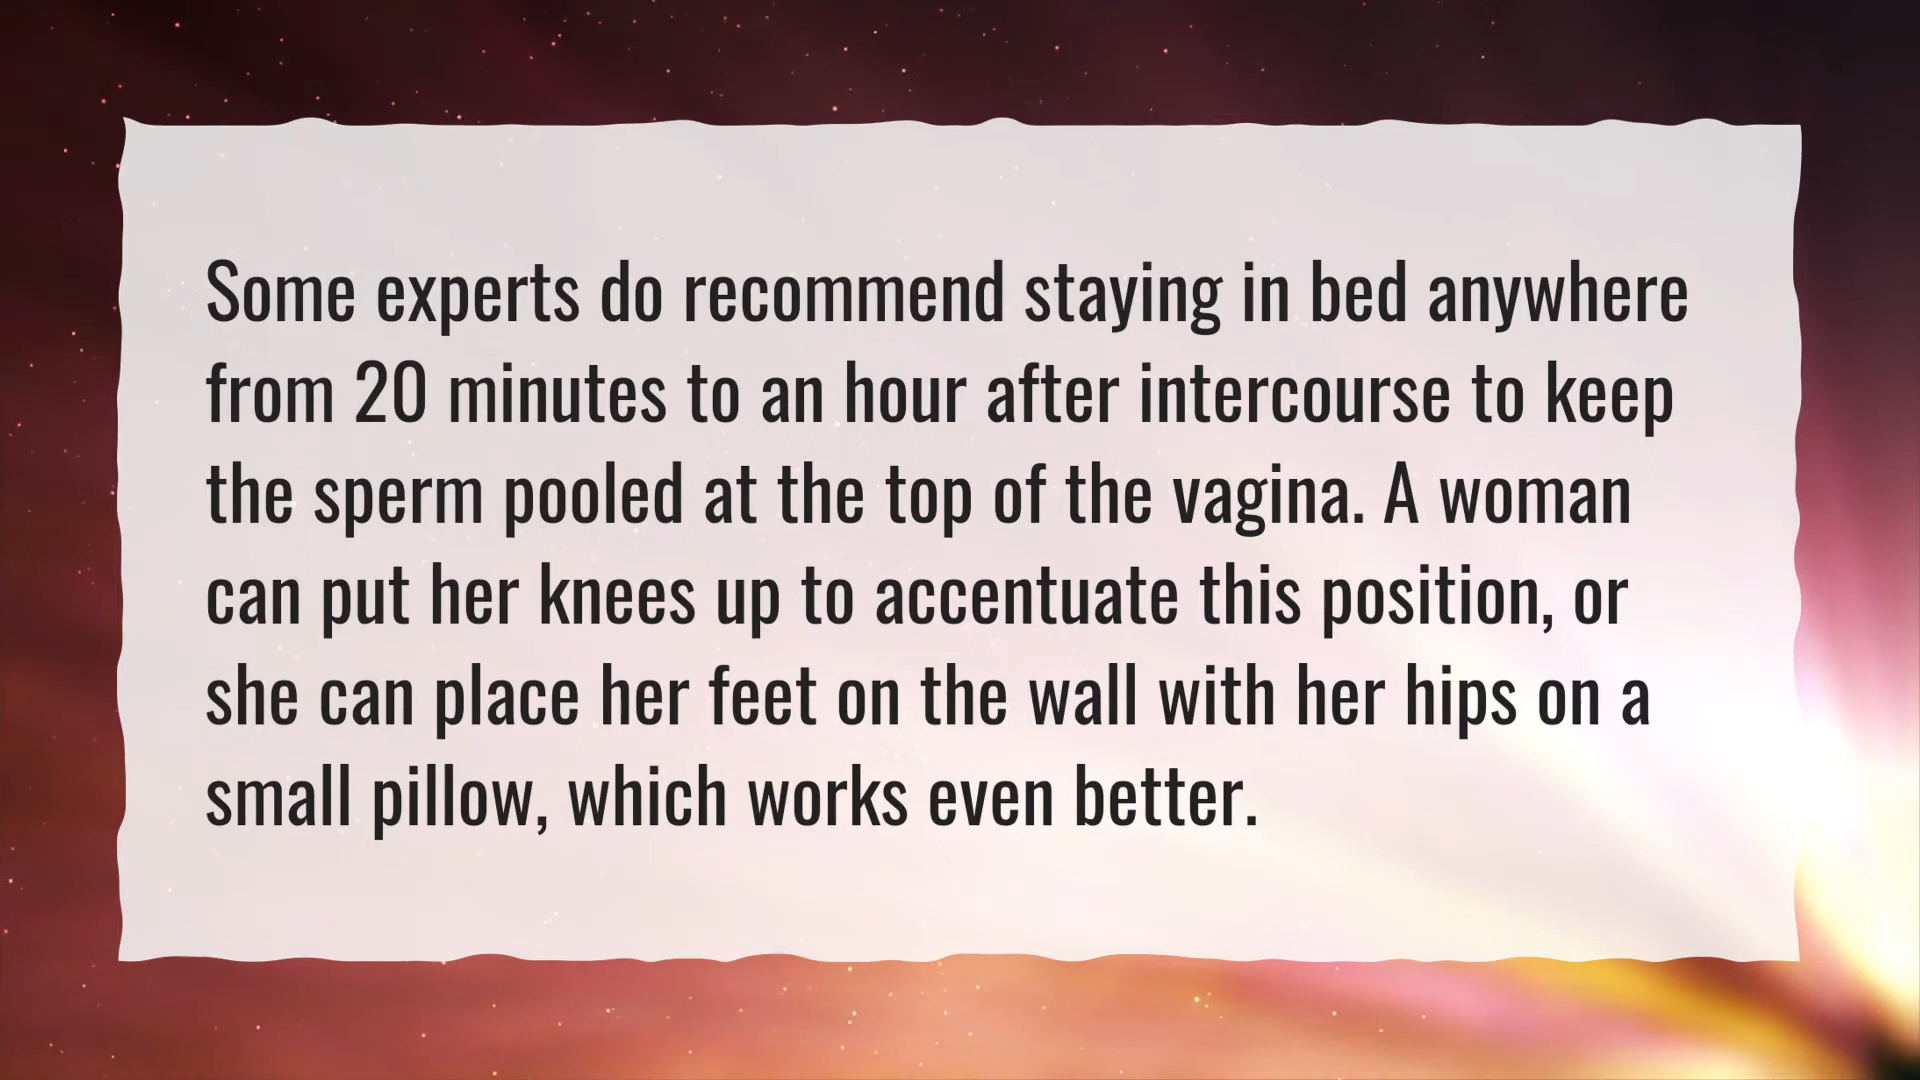 Some experts do recommend staying in bed anywhere
from 20 minutes to an hour after intercourse to keep
the sperm pooled at the top of the vagina. A woman
can put her knees up to accentuate this position, or
she can place her feet on the wall with her hips on a
small pillow, which works even better.